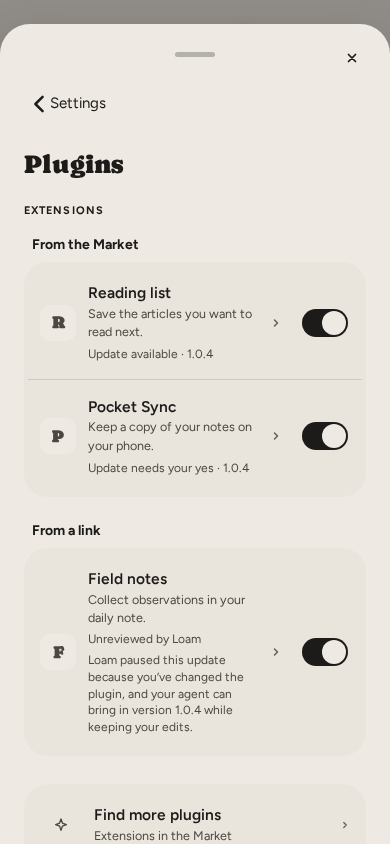 Settings
Plugins
EXTENSIONS
From the Market
R
Reading list
Save the articles you want to
read next.
Update available · 1.0.4
P
Pocket Sync
Keep a copy of your notes on
your phone.
Update needs your yes · 1.0.4
From a link
F
Field notes
Collect observations in your
daily note.
Unreviewed by Loam
Loam paused this update
because you've changed the
plugin, and your agent can
bring in version 1.0.4 while
keeping your edits.
Find more plugins
Extensions in the Market